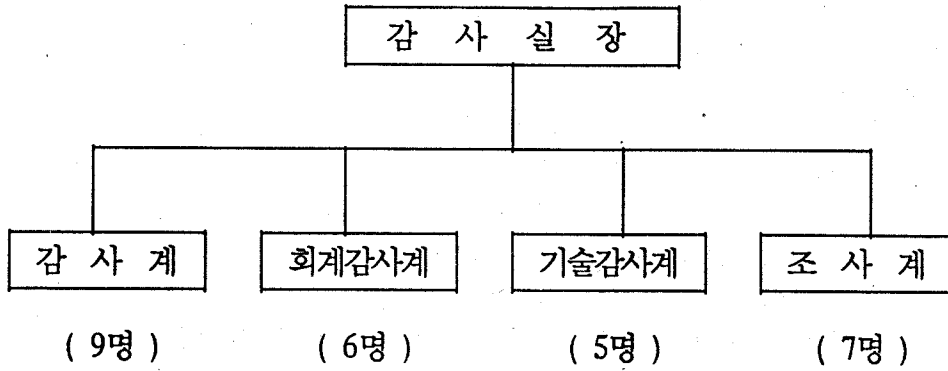 감 사 실 장
감 사 계 회계감사계 기술감사계 조 사 계
( 9명 ) ( 6명 ) ( 5명 ) ( 7명 )